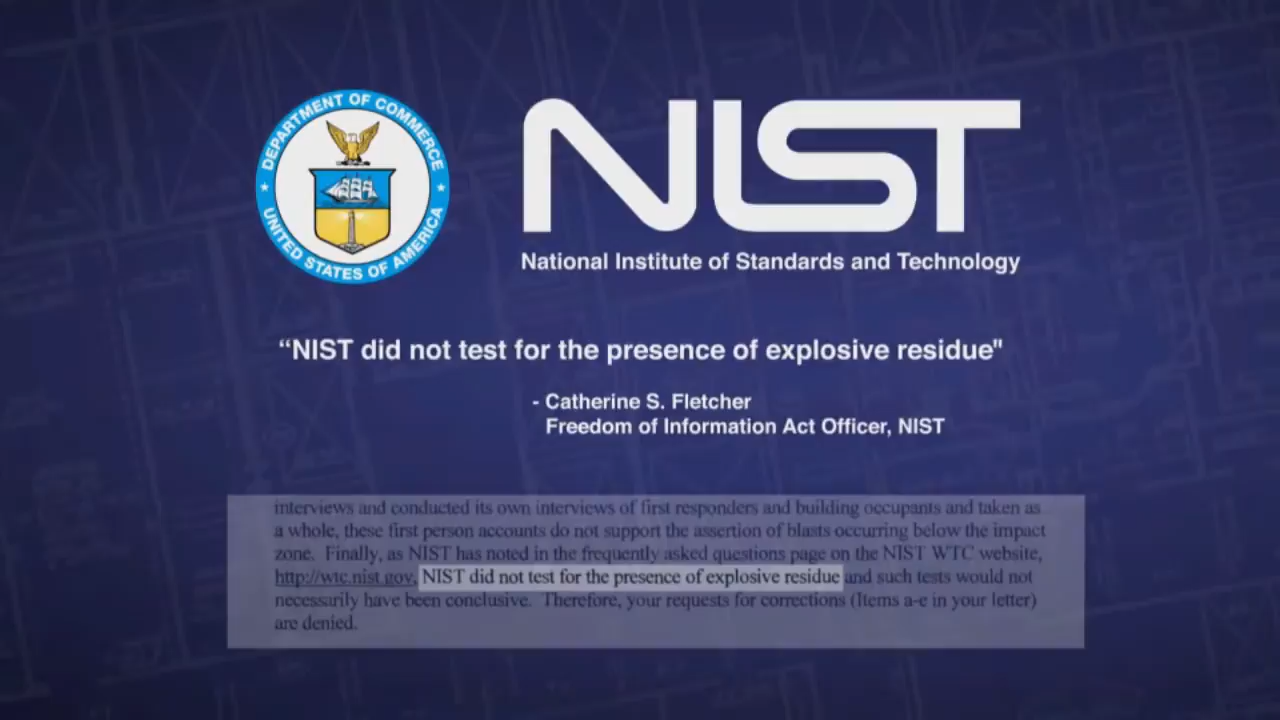 DEPARTMENT OF COMMERCE
UNITED STATES OF AMERICA
NIST
National Institute of Standards and Technology
“NIST did not test for the presence of explosive residue"
- Catherine S. Fletcher
Freedom of Information Act Officer, NIST
interviews and conducted its own interviews of first responders and building occupants and taken as
a whole, these first person accounts do not support the assertion of blasts occurring below the impact
zone. Finally, as NIST has noted in the frequently asked questions page on the NIST WTC website,
http://wtc.nist.gov, NIST did not test for the presence of explosive residue and such tests would not
necessarily have been conclusive. Therefore, your requests for corrections (Items a-e in your letter)
are denied.